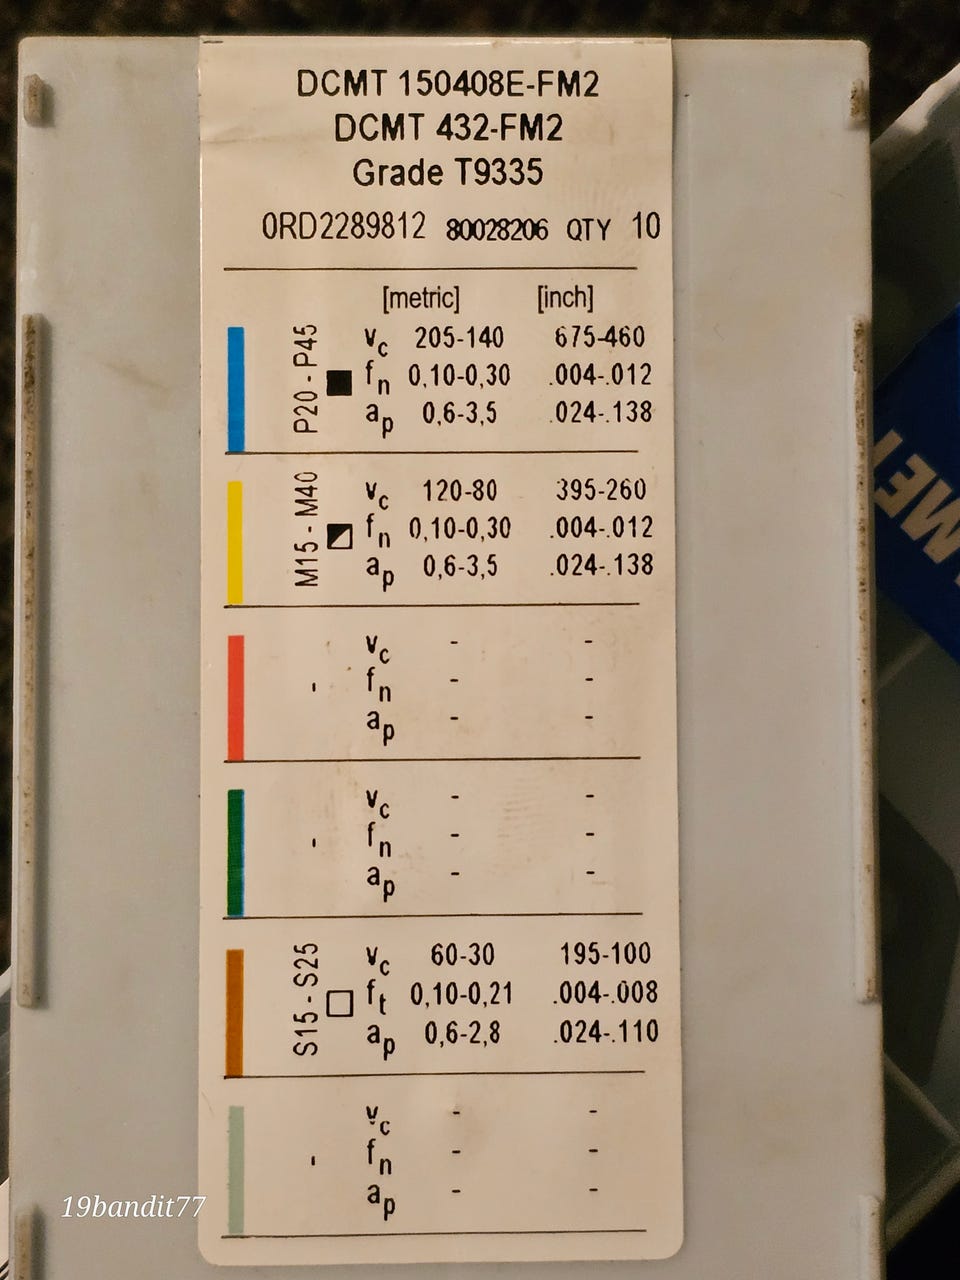 DCMT 150408E-FM2
DCMT 432-FM2
Grade T9335
0RD2289812 80028206 QTY 10
[metric] [inch]
P20 - P45
vc 205-140 675-460
fn 0,10-0,30 .004-.012
ap 0,6-3,5 .024-.138
M15 - M40
vc 120-80 395-260
fn 0,10-0,30 .004-.012
ap 0,6-3,5 .024-.138
-
vc - -
fn - -
ap - -
-
vc - -
fn - -
ap - -
S15 - S25
vc 60-30 195-100
ft 0,10-0,21 .004-.008
ap 0,6-2,8 .024-.110
-
vc - -
fn - -
ap - -
19bandit77